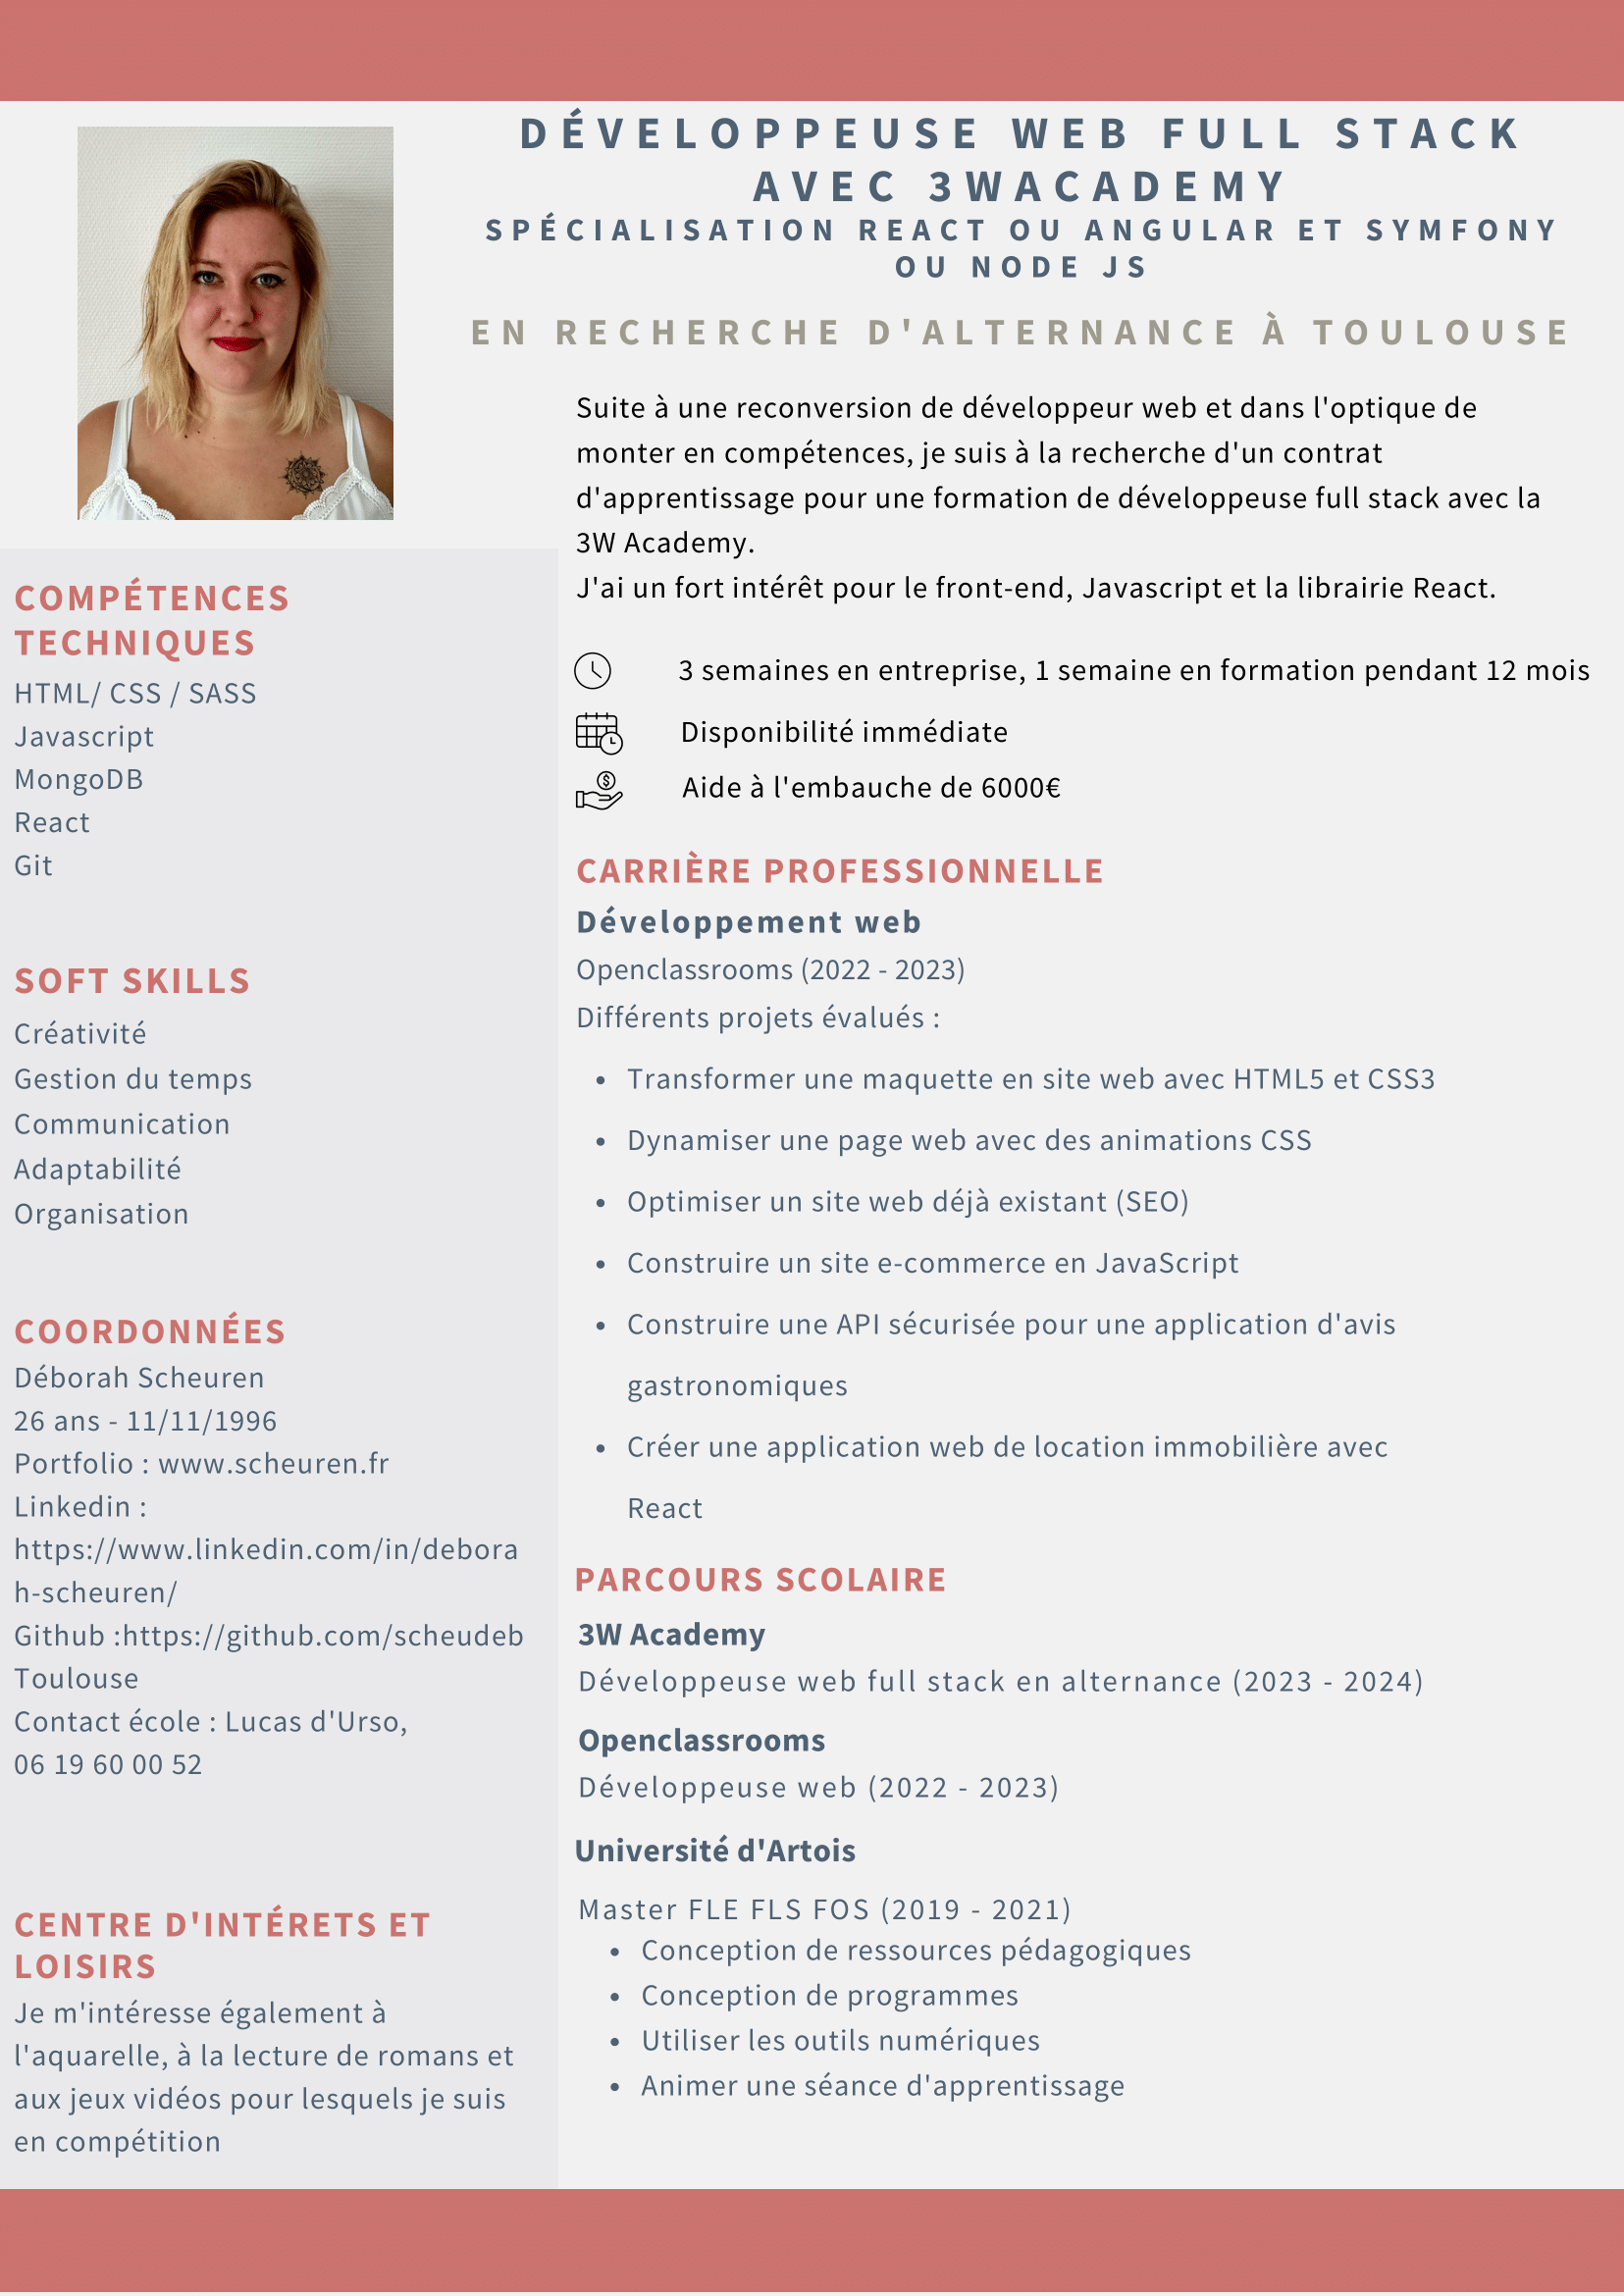 DÉVELOPPEUSE WEB FULL STACK
AVEC 3WACADEMY
SPÉCIALISATION REACT OU ANGULAR ET SYMFONY
OU NODE JS
EN RECHERCHE D'ALTERNANCE À TOULOUSE
Suite à une reconversion de développeur web et dans l'optique de
monter en compétences, je suis à la recherche d'un contrat
d'apprentissage pour une formation de développeuse full stack avec la
3W Academy.
J'ai un fort intérêt pour le front-end, Javascript et la librairie React.
3 semaines en entreprise, 1 semaine en formation pendant 12 mois
Disponibilité immédiate
Aide à l'embauche de 6000€
COMPÉTENCES
TECHNIQUES
HTML/ CSS / SASS
Javascript
MongoDB
React
Git
SOFT SKILLS
Créativité
Gestion du temps
Communication
Adaptabilité
Organisation
COORDONNÉES
Déborah Scheuren
26 ans - 11/11/1996
Portfolio : www.scheuren.fr
Linkedin :
https://www.linkedin.com/in/debora
h-scheuren/
Github :https://github.com/scheudeb
Toulouse
Contact école : Lucas d'Urso,
06 19 60 00 52
CENTRE D'INTÉRETS ET
LOISIRS
Je m'intéresse également à
l'aquarelle, à la lecture de romans et
aux jeux vidéos pour lesquels je suis
en compétition
CARRIÈRE PROFESSIONNELLE
Développement web
Openclassrooms (2022 - 2023)
Différents projets évalués :
• Transformer une maquette en site web avec HTML5 et CSS3
• Dynamiser une page web avec des animations CSS
• Optimiser un site web déjà existant (SEO)
• Construire un site e-commerce en JavaScript
• Construire une API sécurisée pour une application d'avis
gastronomiques
• Créer une application web de location immobilière avec
React
PARCOURS SCOLAIRE
3W Academy
Développeuse web full stack en alternance (2023 - 2024)
Openclassrooms
Développeuse web (2022 - 2023)
Université d'Artois
Master FLE FLS FOS (2019 - 2021)
• Conception de ressources pédagogiques
• Conception de programmes
• Utiliser les outils numériques
• Animer une séance d'apprentissage